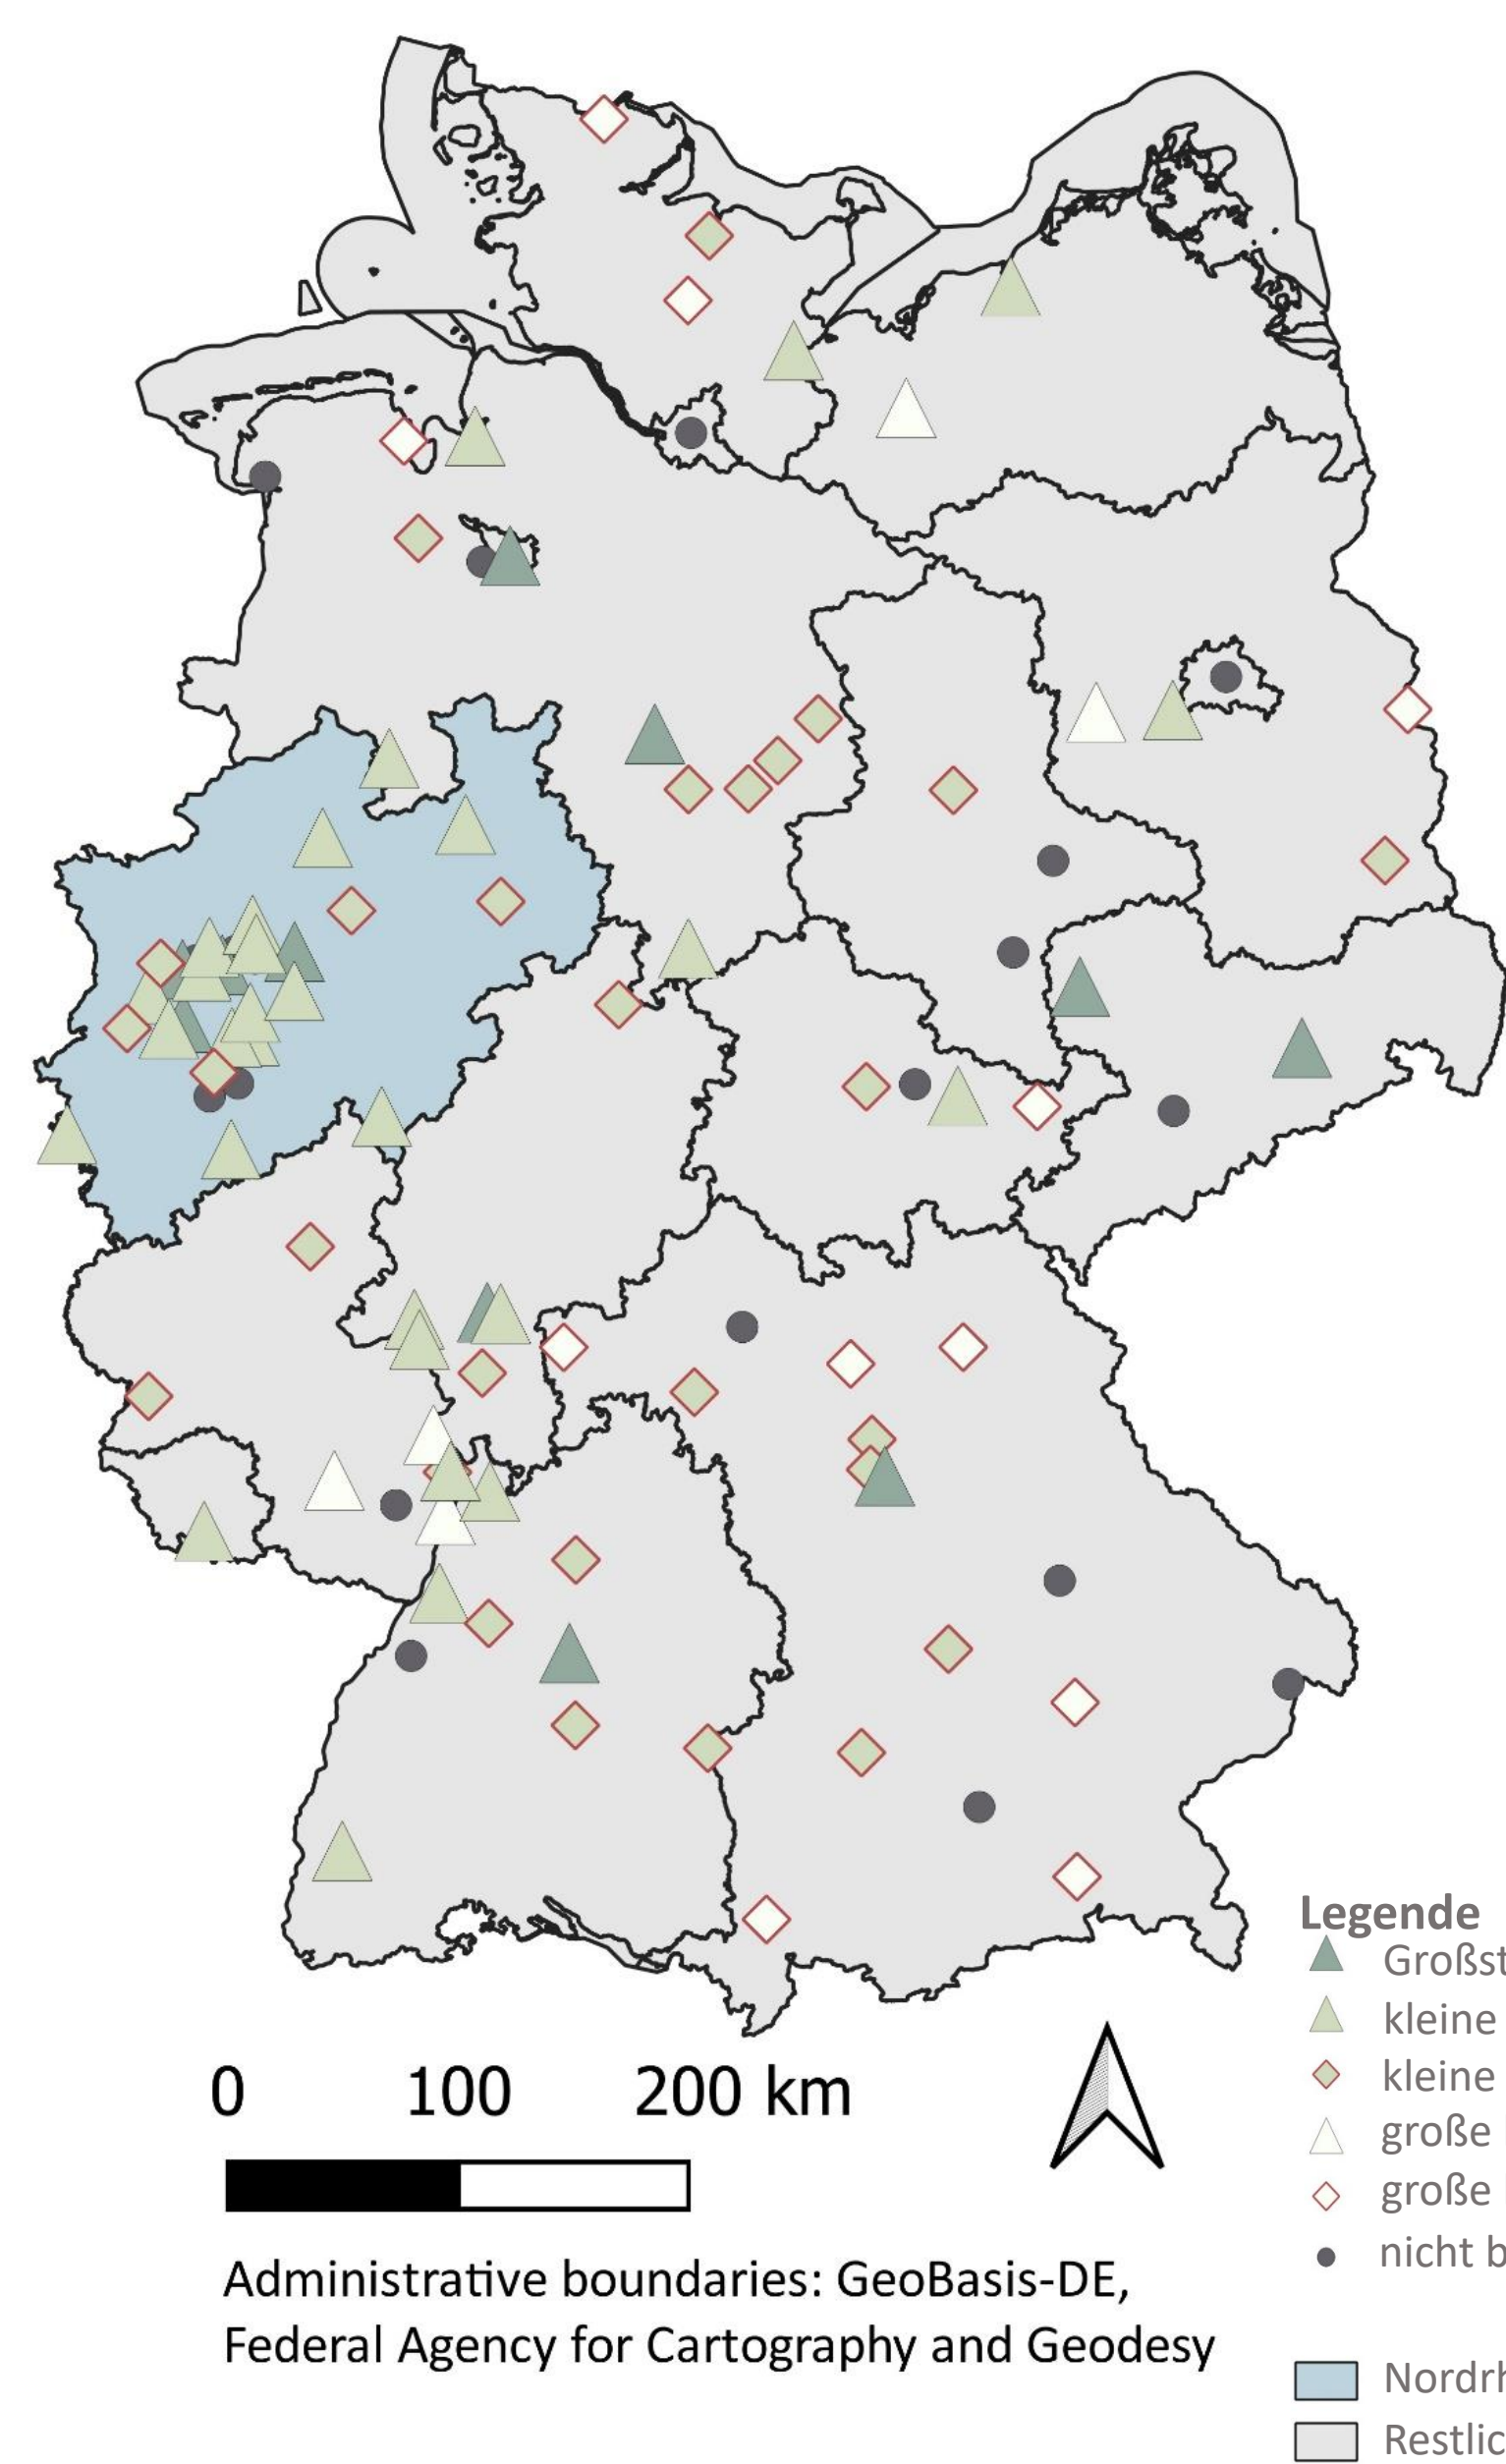 0 100 200 km
Administrative boundaries: GeoBasis-DE,
Federal Agency for Cartography and Geodesy
Legende
Großst
kleine
kleine
große
große
nicht b
Nordrh
Restlic